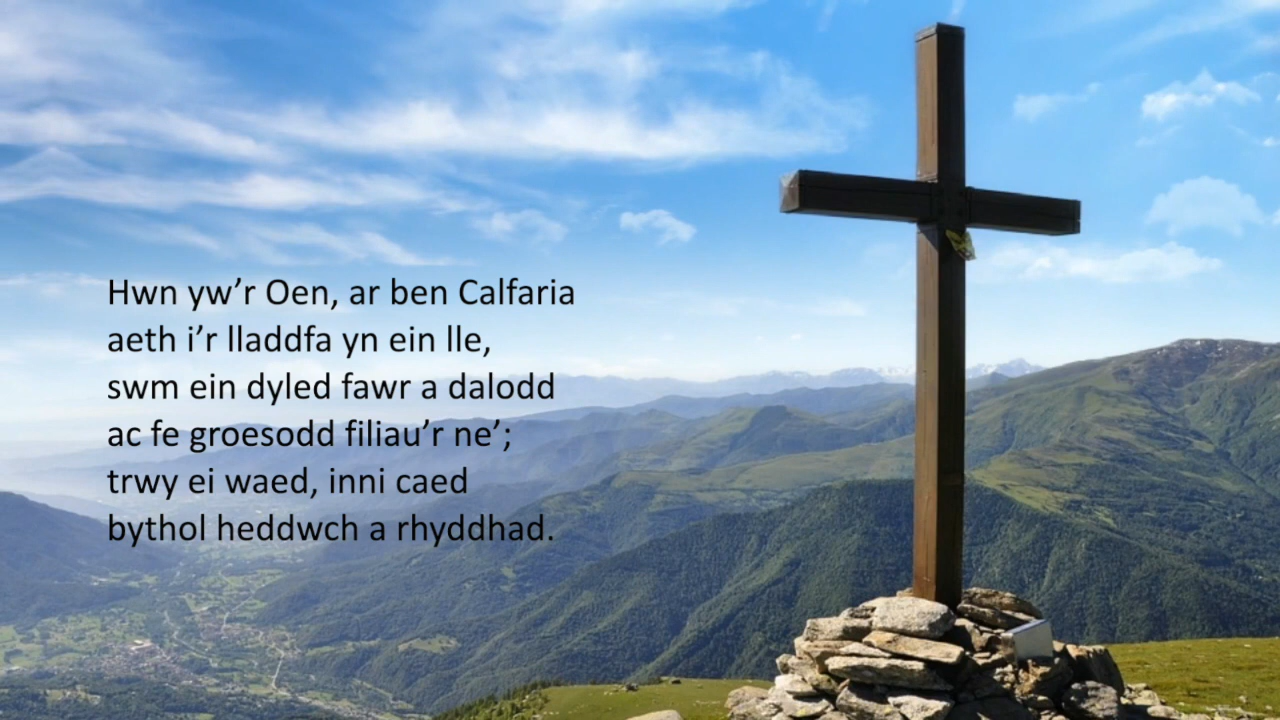 Hwn yw’r Oen, ar ben Calfaria
aeth i’r lladdfa yn ein lle,
swm ein dyled fawr a dalodd
ac fe groesodd filiau’r ne’;
trwy ei waed, inni caed
bythol heddwch a rhyddhad.